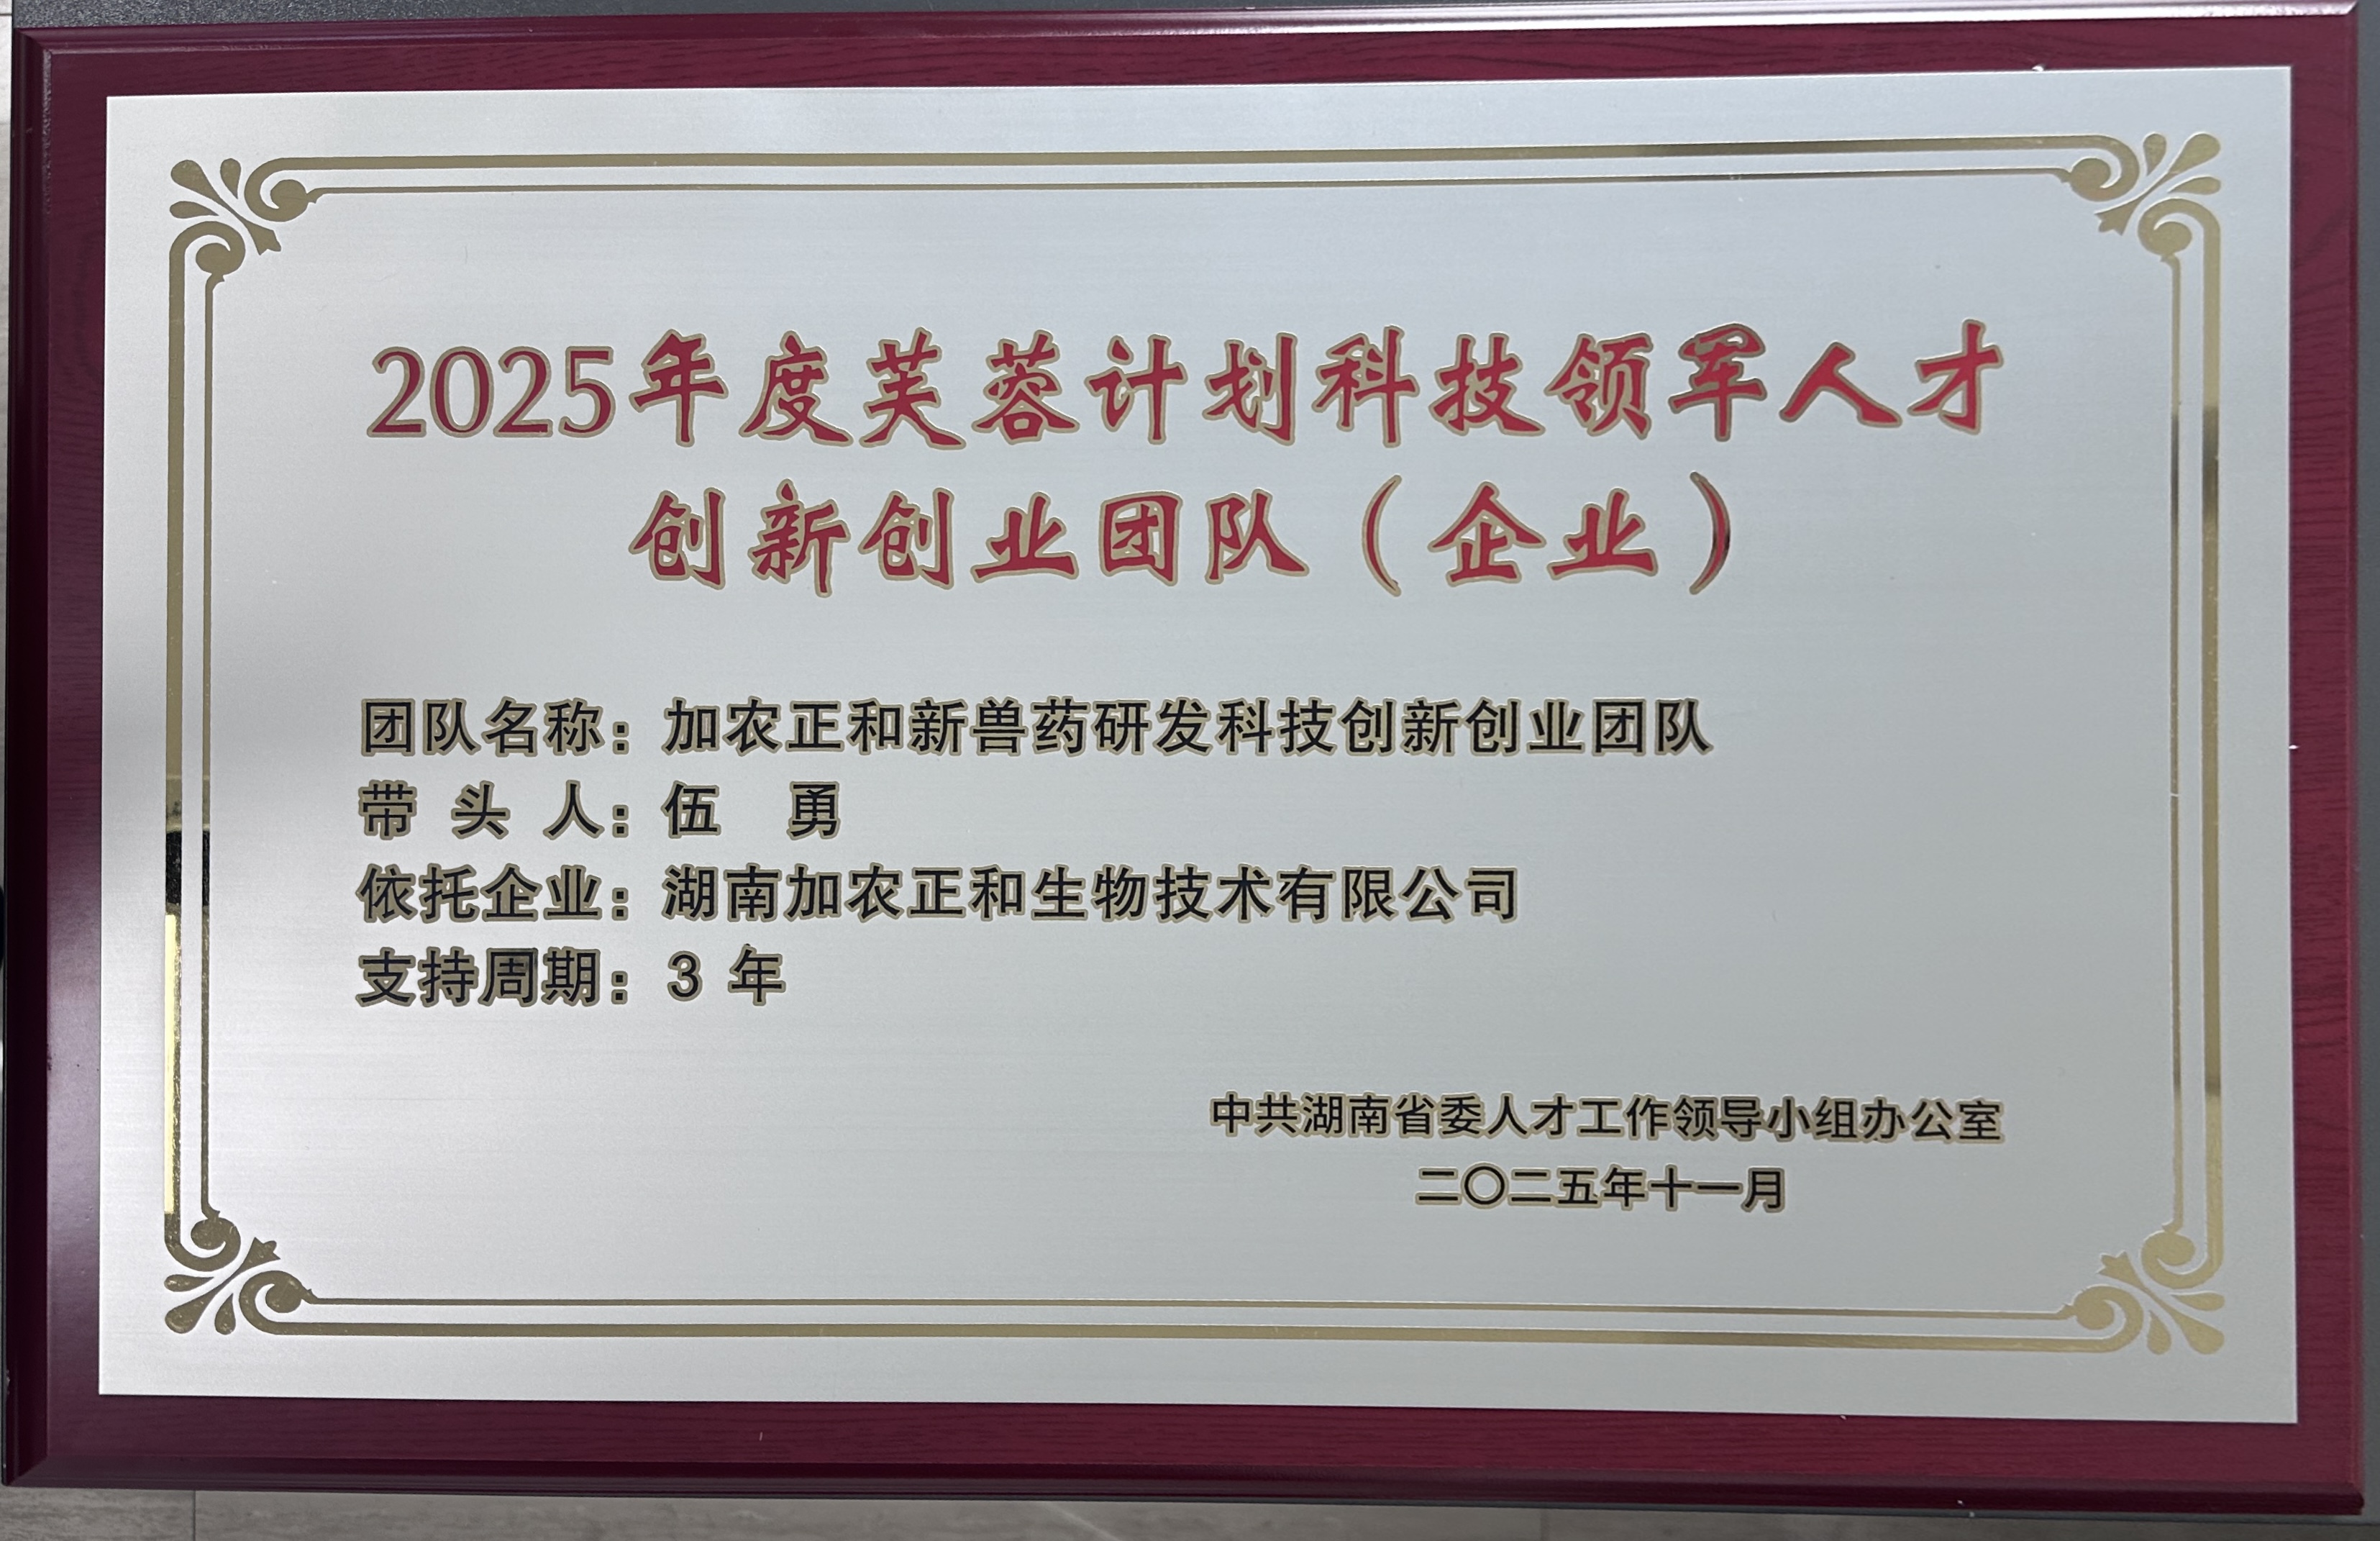 2025年度芙蓉计划科技领军人才
创新创业团队（企业）
团队名称：加农正和新兽药研发科技创新创业团队
带头人：伍　勇
依托企业：湖南加农正和生物技术有限公司
支持周期：3 年
中共湖南省委人才工作领导小组办公室
二〇二五年十一月